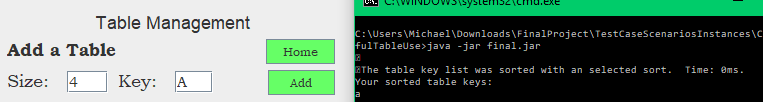 Table Management
Add a Table
Home
Size: 4 Key: A
Add
C:\WINDOWS\system32\cmd.exe
C:\Users\Michael\Downloads\FinalProject\TestCaseScenariosInstances\C
fulTableUse>java -jar final.jar
The table key list was sorted with an selected sort. Time: 0ms.
Your sorted table keys:
a